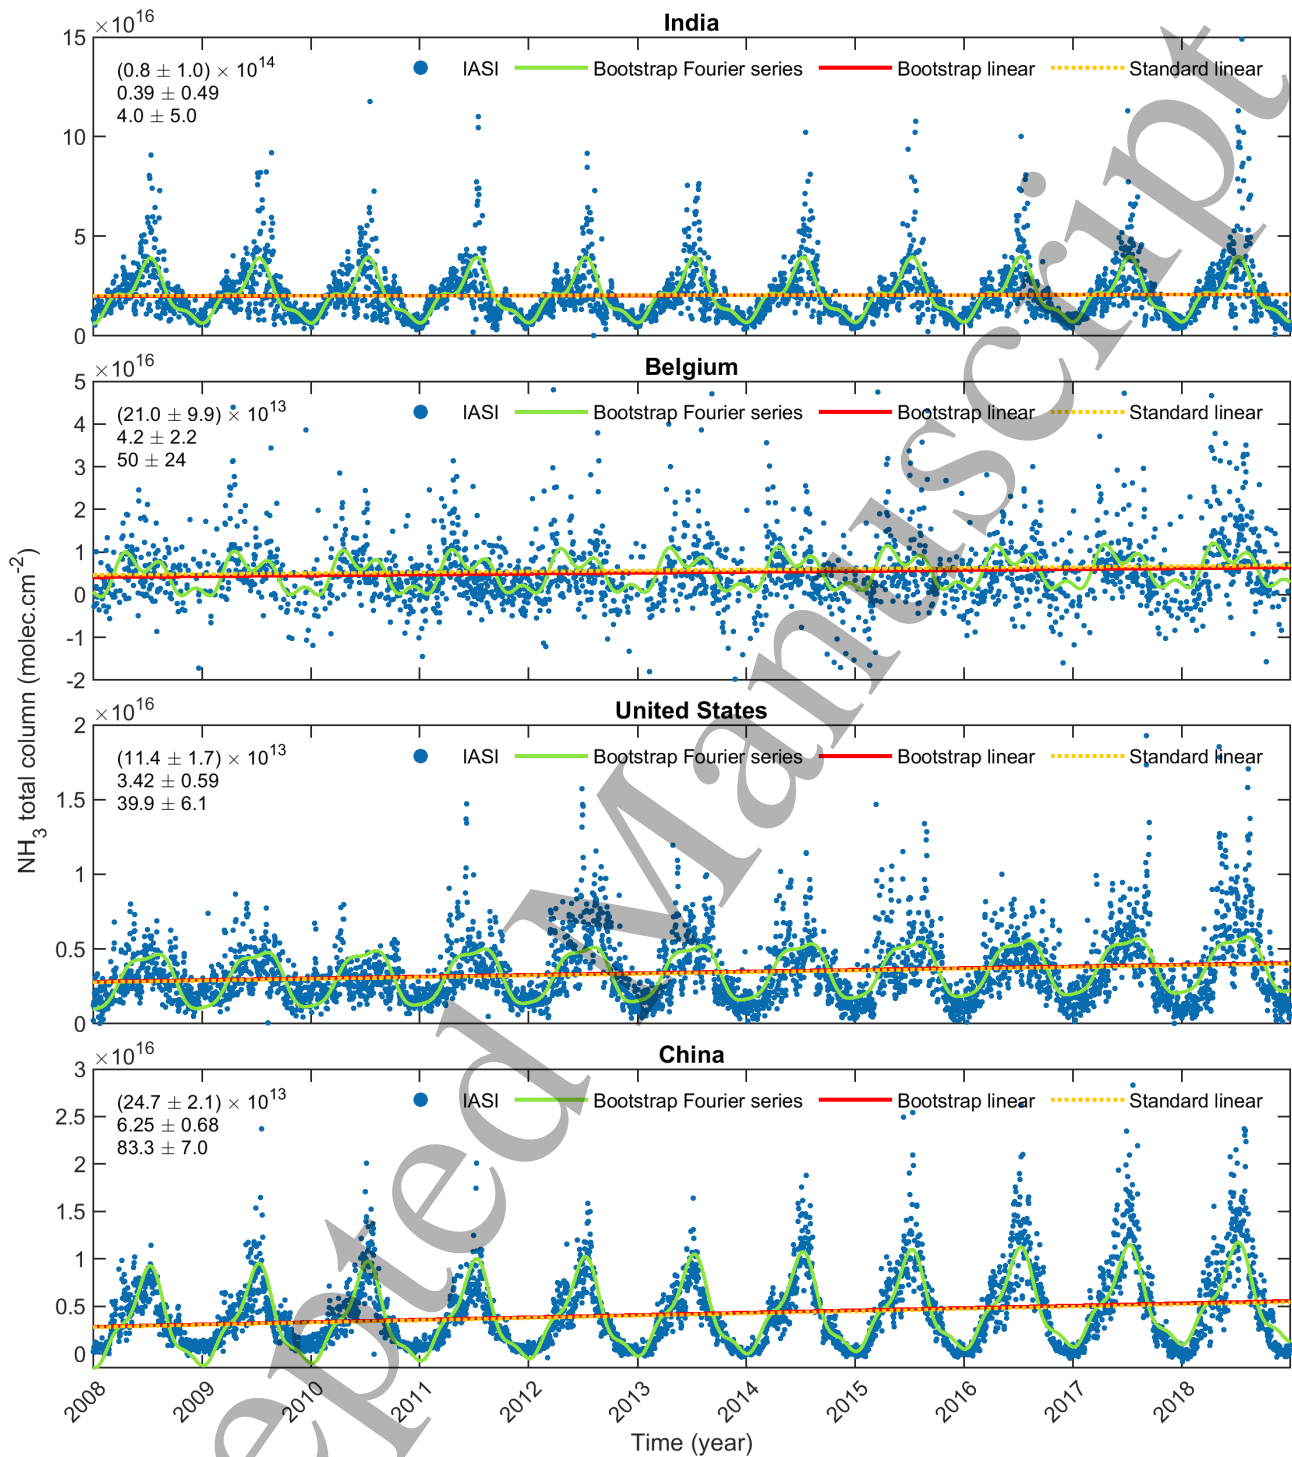 India
×10^16
15
(0.8 ± 1.0) × 10^14
0.39 ± 0.49
4.0 ± 5.0
IASI Bootstrap Fourier series Bootstrap linear Standard linear
10
5
0
Belgium
×10^16
5
(21.0 ± 9.9) × 10^13
4.2 ± 2.2
50 ± 24
IASI Bootstrap Fourier series Bootstrap linear Standard linear
4
3
2
1
0
-1
-2
NH3 total column (molec.cm^-2)
United States
×10^16
2
(11.4 ± 1.7) × 10^13
3.42 ± 0.59
39.9 ± 6.1
IASI Bootstrap Fourier series Bootstrap linear Standard linear
1.5
1
0.5
0
China
×10^16
3
(24.7 ± 2.1) × 10^13
6.25 ± 0.68
83.3 ± 7.0
IASI Bootstrap Fourier series Bootstrap linear Standard linear
2.5
2
1.5
1
0.5
0
2008 2009 2010 2011 2012 2013 2014 2015 2016 2017 2018
Time (year)
epted Manuscript